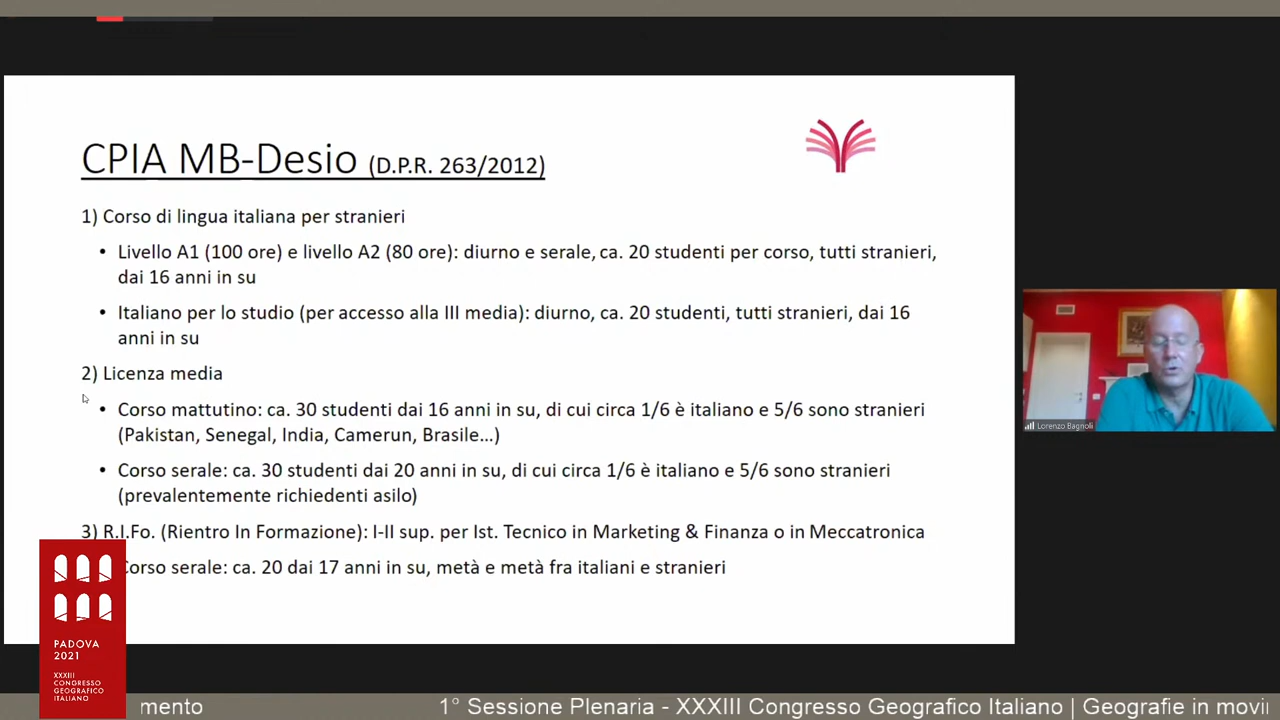 CPIA MB-Desio (D.P.R. 263/2012)
1) Corso di lingua italiana per stranieri
• Livello A1 (100 ore) e livello A2 (80 ore): diurno e serale, ca. 20 studenti per corso, tutti stranieri,
dai 16 anni in su
• Italiano per lo studio (per accesso alla III media): diurno, ca. 20 studenti, tutti stranieri, dai 16
anni in su
2) Licenza media
• Corso mattutino: ca. 30 studenti dai 16 anni in su, di cui circa 1/6 è italiano e 5/6 sono stranieri
(Pakistan, Senegal, India, Camerun, Brasile…)
• Corso serale: ca. 30 studenti dai 20 anni in su, di cui circa 1/6 è italiano e 5/6 sono stranieri
(prevalentemente richiedenti asilo)
3) R.I.Fo. (Rientro In Formazione): I-II sup. per Ist. Tecnico in Marketing & Finanza o in Meccatronica
Corso serale: ca. 20 dai 17 anni in su, metà e metà fra italiani e stranieri
Lorenzo Bagnoli
PADOVA
2021
XXXIII
CONGRESSO
GEOGRAFICO
ITALIANO
mento
1° Sessione Plenaria - XXXIII Congresso Geografico Italiano | Geografie in movi